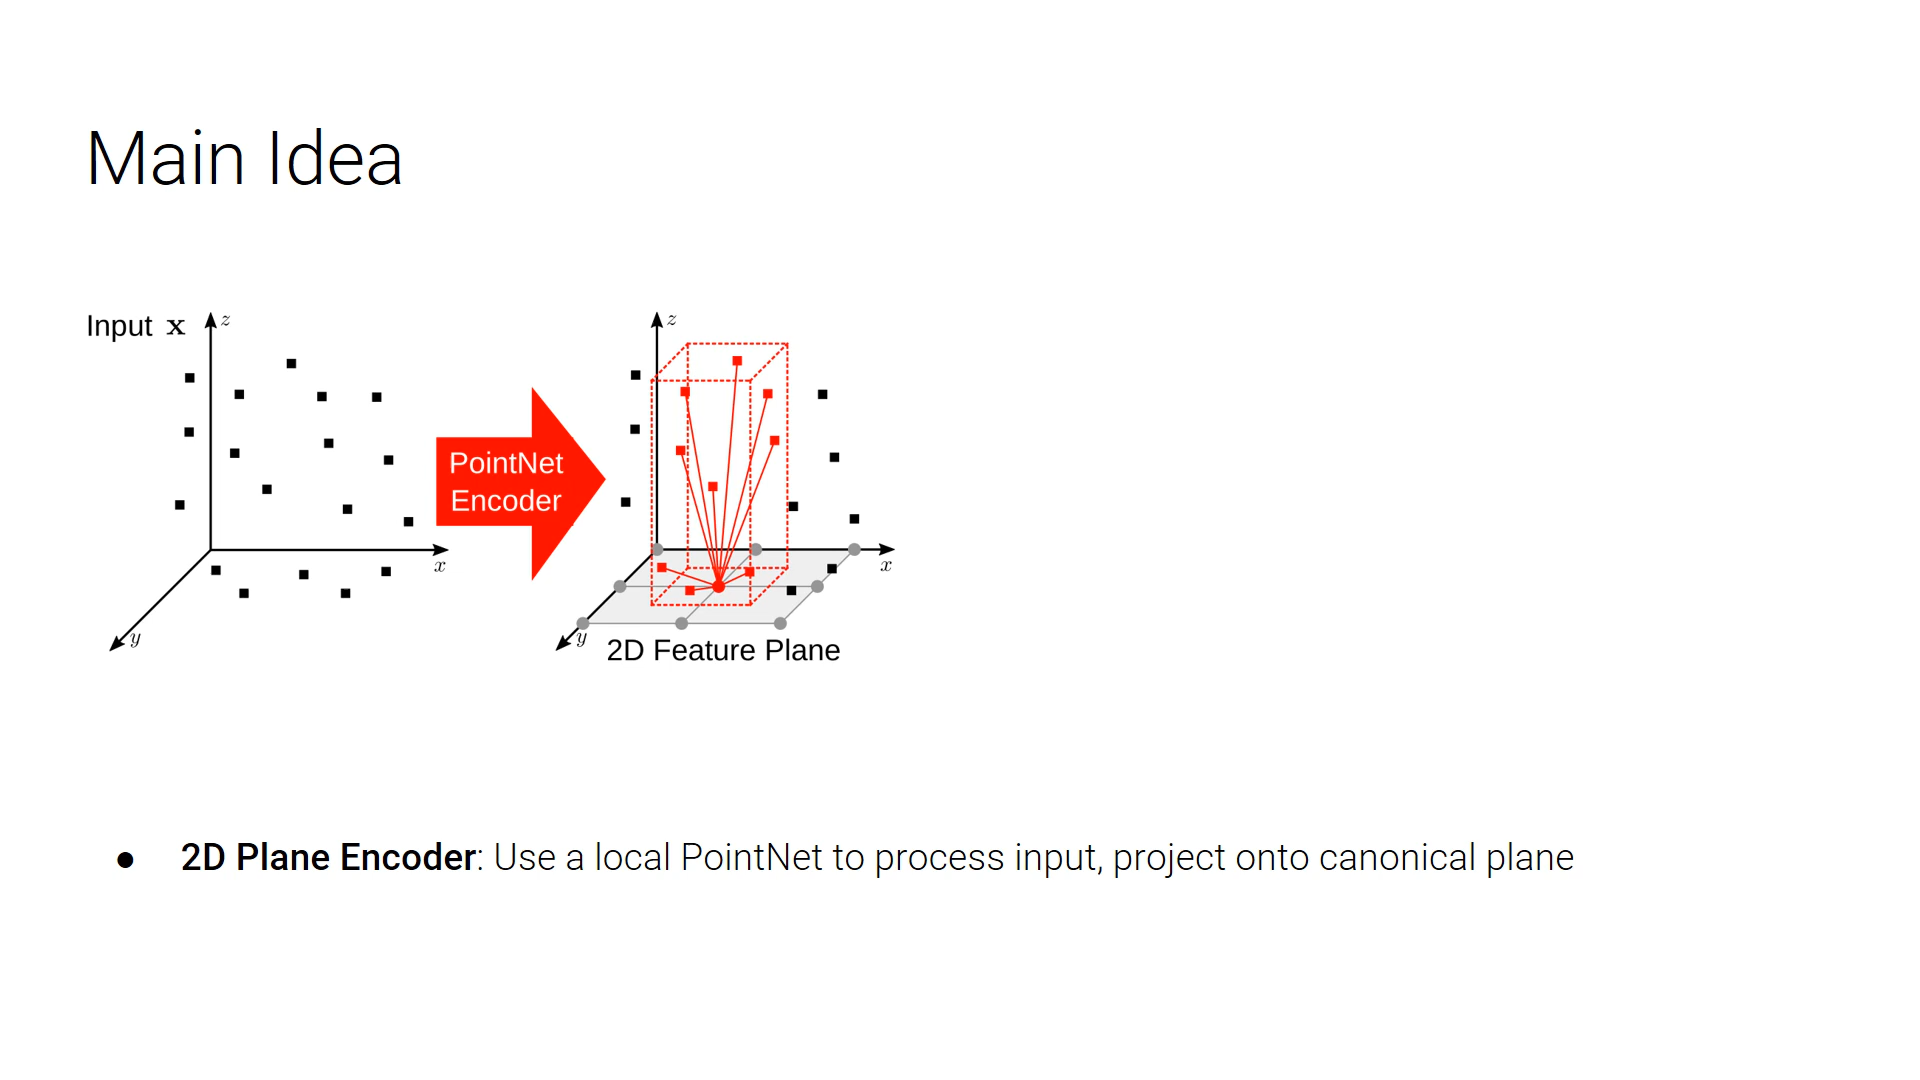 Main Idea
Input x
z
x
y
PointNet
Encoder
z
x
y
2D Feature Plane
● 2D Plane Encoder: Use a local PointNet to process input, project onto canonical plane